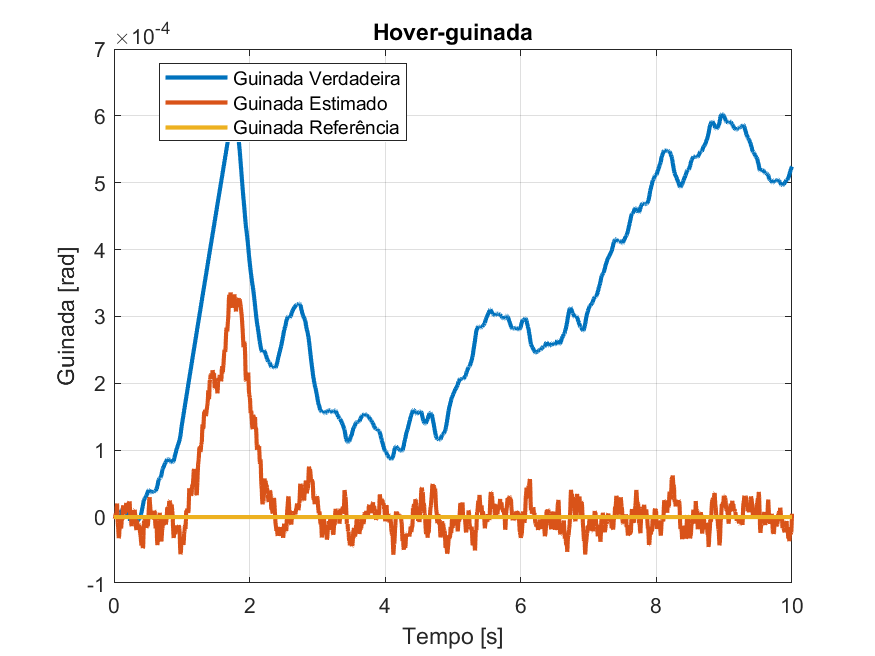 Hover-guinada
×10⁻⁴
Guinada Verdadeira
Guinada Estimado
Guinada Referência
7
6
5
4
3
2
1
0
-1
Guinada [rad]
0 2 4 6 8 10
Tempo [s]